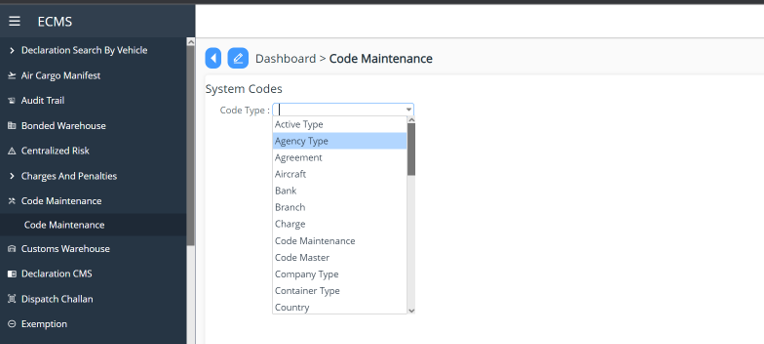 ECMS
Declaration Search By Vehicle
Air Cargo Manifest
Audit Trail
Bonded Warehouse
Centralized Risk
Charges And Penalties
Code Maintenance
Code Maintenance
Customs Warehouse
Declaration CMS
Dispatch Challan
Exemption
Dashboard > Code Maintenance
System Codes
Code Type :
Active Type
Agency Type
Agreement
Aircraft
Bank
Branch
Charge
Code Maintenance
Code Master
Company Type
Container Type
Country